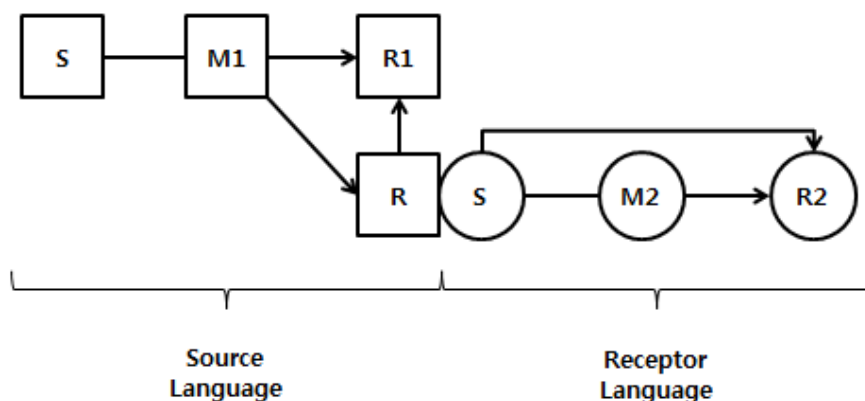 S M1 R1
R S M2 R2
Source Receptor
Language Language